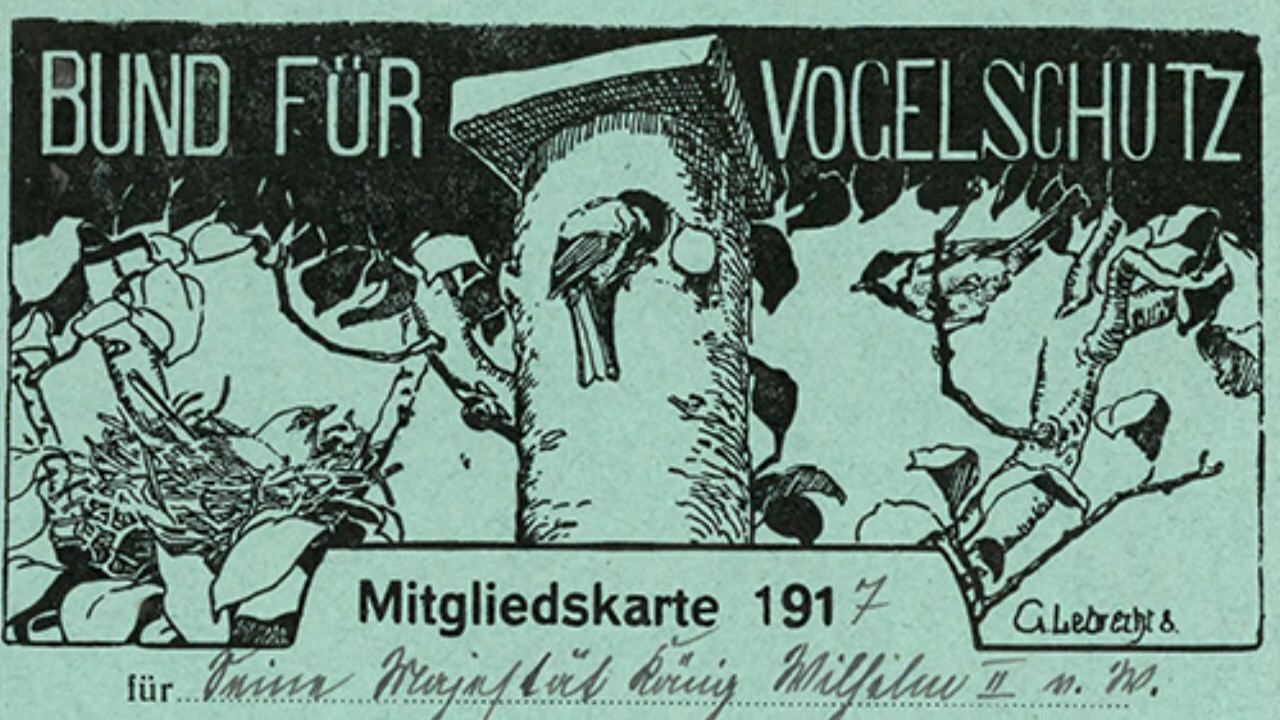 BUND FÜR VOGELSCHUTZ
Mitgliedskarte 1917
G Lebrecht s.
für Seine Majestät König Wilhelm II v. W.